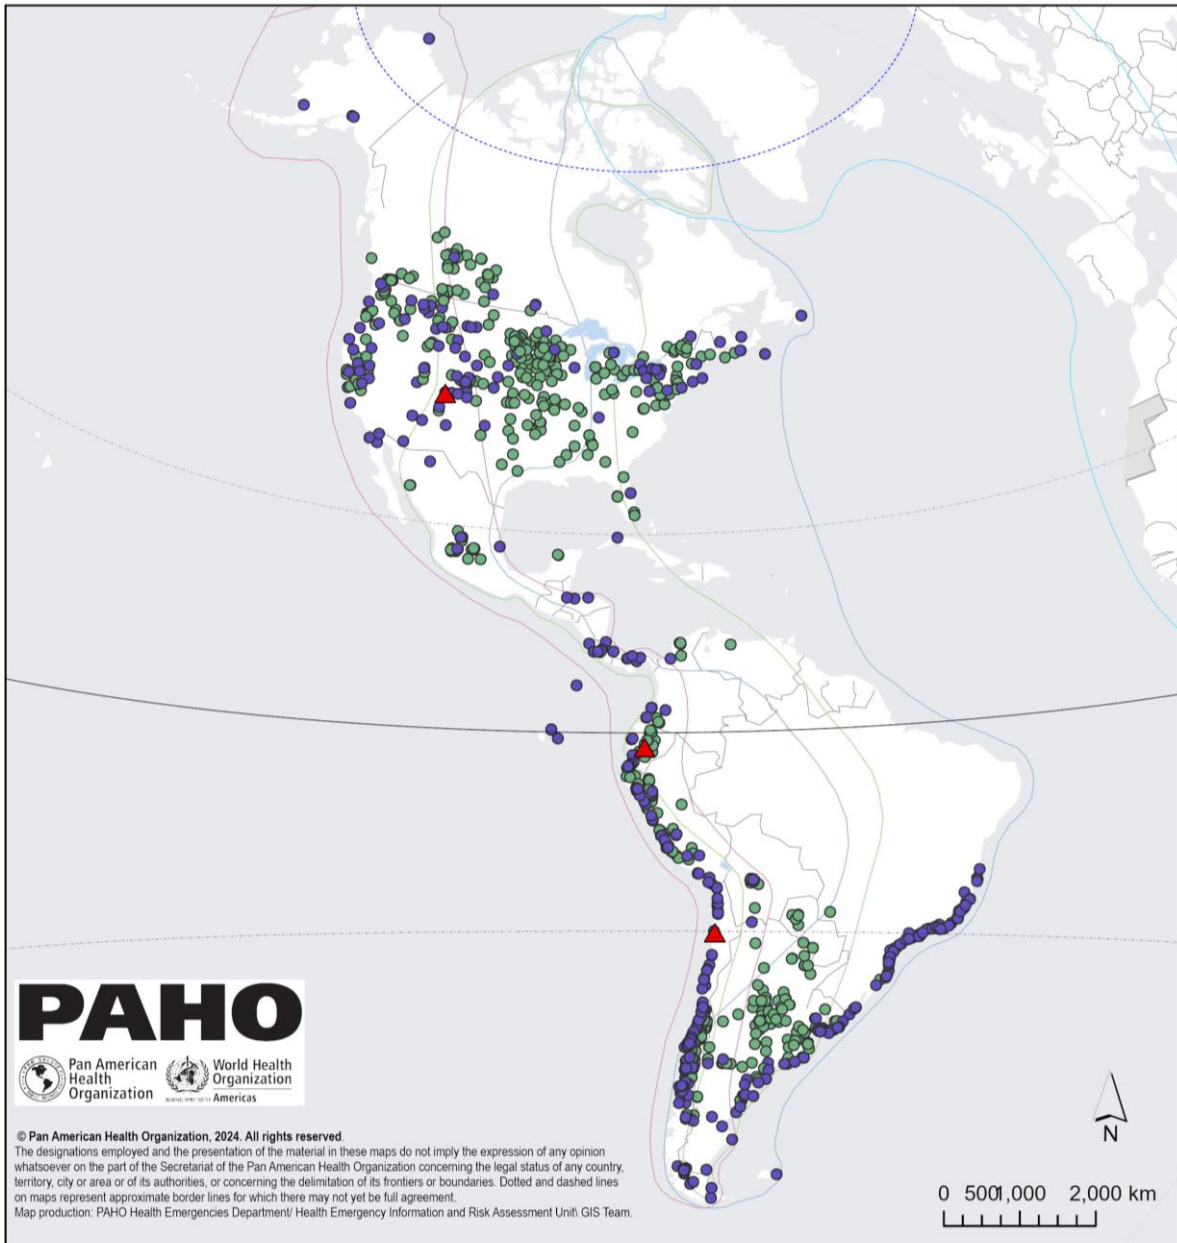 PAHO
Pan American
Health
Organization
World Health
Organization
Americas
© Pan American Health Organization, 2024. All rights reserved.
The designations employed and the presentation of the material in these maps do not imply the expression of any opinion
whatsoever on the part of the Secretariat of the Pan American Health Organization concerning the legal status of any country,
territory, city or area or of its authorities, or concerning the delimitation of its frontiers or boundaries. Dotted and dashed lines
on maps represent approximate border lines for which there may not yet be full agreement.
Map production: PAHO Health Emergencies Department/ Health Emergency Information and Risk Assessment Unit\ GIS Team.
N
0 500 1,000 2,000 km